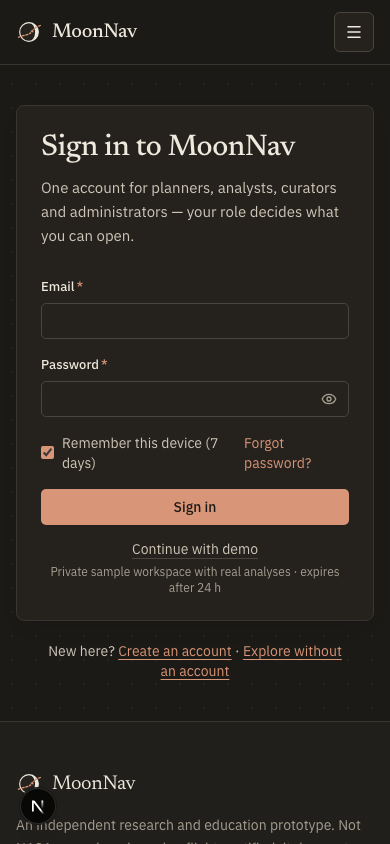 MoonNav
Sign in to MoonNav
One account for planners, analysts, curators
and administrators — your role decides what
you can open.
Email *
Password *
Remember this device (7
days)
Forgot
password?
Sign in
Continue with demo
Private sample workspace with real analyses · expires
after 24 h
New here? Create an account · Explore without
an account
MoonNav
N
An independent research and education prototype. Not